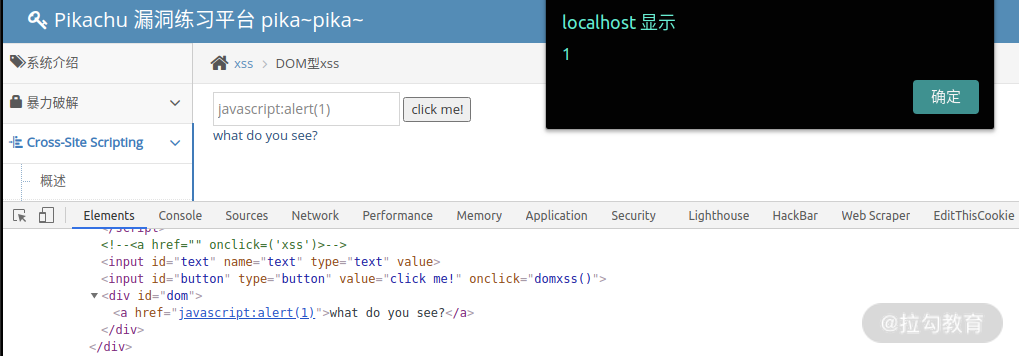 Pikachu 漏洞练习平台 pika~pika~
localhost 显示
1
确定
系统介绍
xss > DOM型xss
暴力破解
javascript:alert(1) click me!
what do you see?
Cross-Site Scripting
概述
Elements Console Sources Network Performance Memory Application Security Lighthouse HackBar Web Scraper EditThisCookie
</script>
<!--<a href="" onclick=('xss')>-->
<input id="text" name="text" type="text" value>
<input id="button" type="button" value="click me!" onclick="domxss()">
<div id="dom">
<a href="javascript:alert(1)">what do you see?</a>
</div>
</div>
@拉勾教育